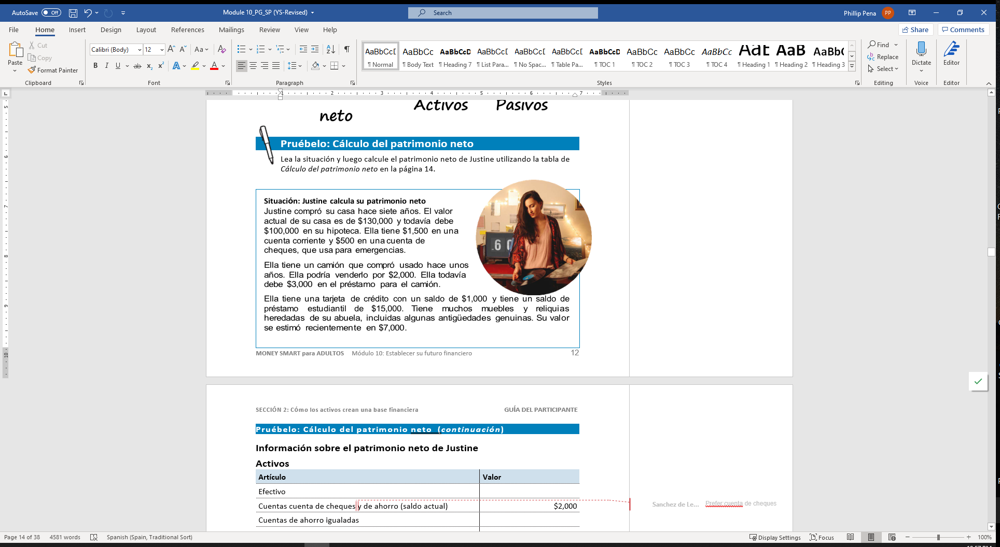 AutoSave Off Module 10_PG_SP (YS-Revised) Search Phillip Pena PP
File Home Insert Design Layout References Mailings Review View Help Share Comments
Paste Cut Copy Format Painter
Calibri (Body) 12 Aa
B I U ab x₂ x² A A
AaBbCcD AaBbCc AaBbCcD AaBbCcD AaBbCcD AaBbCcD AaBbCcD AaBbCc AaBbCc AaBbCc AaE AaB AaBb
¶ Normal ¶ Body Text ¶ Heading 7 ¶ List Para... ¶ No Spac... ¶ Table Pa... ¶ TOC 1 ¶ TOC 2 ¶ TOC 3 ¶ TOC 4 ¶ Heading 1 ¶ Heading 2 ¶ Heading 3
Find Replace Select Dictate Editor
Clipboard Font Paragraph Styles Editing Voice Editor
1 2 3 4 5 6 7
Activos Pasivos
neto
Pruébelo: Cálculo del patrimonio neto
Lea la situación y luego calcule el patrimonio neto de Justine utilizando la tabla de
Cálculo del patrimonio neto en la página 14.
Situación: Justine calcula su patrimonio neto
Justine compró su casa hace siete años. El valor
actual de su casa es de $130,000 y todavía debe
$100,000 en su hipoteca. Ella tiene $1,500 en una
cuenta corriente y $500 en una cuenta de
cheques, que usa para emergencias.
Ella tiene un camión que compró usado hace unos
años. Ella podría venderlo por $2,000. Ella todavía
debe $3,000 en el préstamo para el camión.
Ella tiene una tarjeta de crédito con un saldo de $1,000 y tiene un saldo de
préstamo estudiantil de $15,000. Tiene muchos muebles y reliquias
heredadas de su abuela, incluidas algunas antigüedades genuinas. Su valor
se estimó recientemente en $7,000.
MONEY SMART para ADULTOS Módulo 10: Establecer su futuro financiero 12
SECCIÓN 2: Cómo los activos crean una base financiera GUÍA DEL PARTICIPANTE
Pruébelo: Cálculo del patrimonio neto (continuación)
Información sobre el patrimonio neto de Justine
Activos
Artículo Valor
Efectivo
Cuentas cuenta de cheques y de ahorro (saldo actual) $2,000
Sanchez de Le... Prefer cuenta de cheques
Cuentas de ahorro igualadas
Page 14 of 38 4581 words Spanish (Spain, Traditional Sort) Display Settings Focus 100%